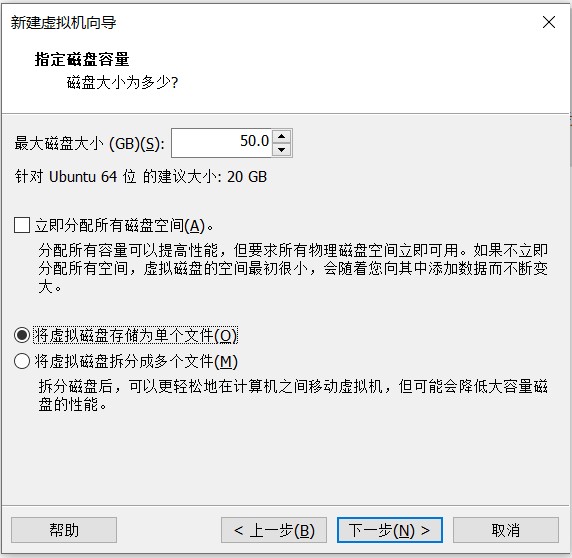 新建虚拟机向导
指定磁盘容量
磁盘大小为多少?
最大磁盘大小 (GB)(S): 50.0
针对 Ubuntu 64 位 的建议大小: 20 GB
立即分配所有磁盘空间(A)。
分配所有容量可以提高性能，但要求所有物理磁盘空间立即可用。如果不立即
分配所有空间，虚拟磁盘的空间最初很小，会随着您向其中添加数据而不断变
大。
将虚拟磁盘存储为单个文件(O)
将虚拟磁盘拆分成多个文件(M)
拆分磁盘后，可以更轻松地在计算机之间移动虚拟机，但可能会降低大容量磁
盘的性能。
帮助 < 上一步(B) 下一步(N) > 取消